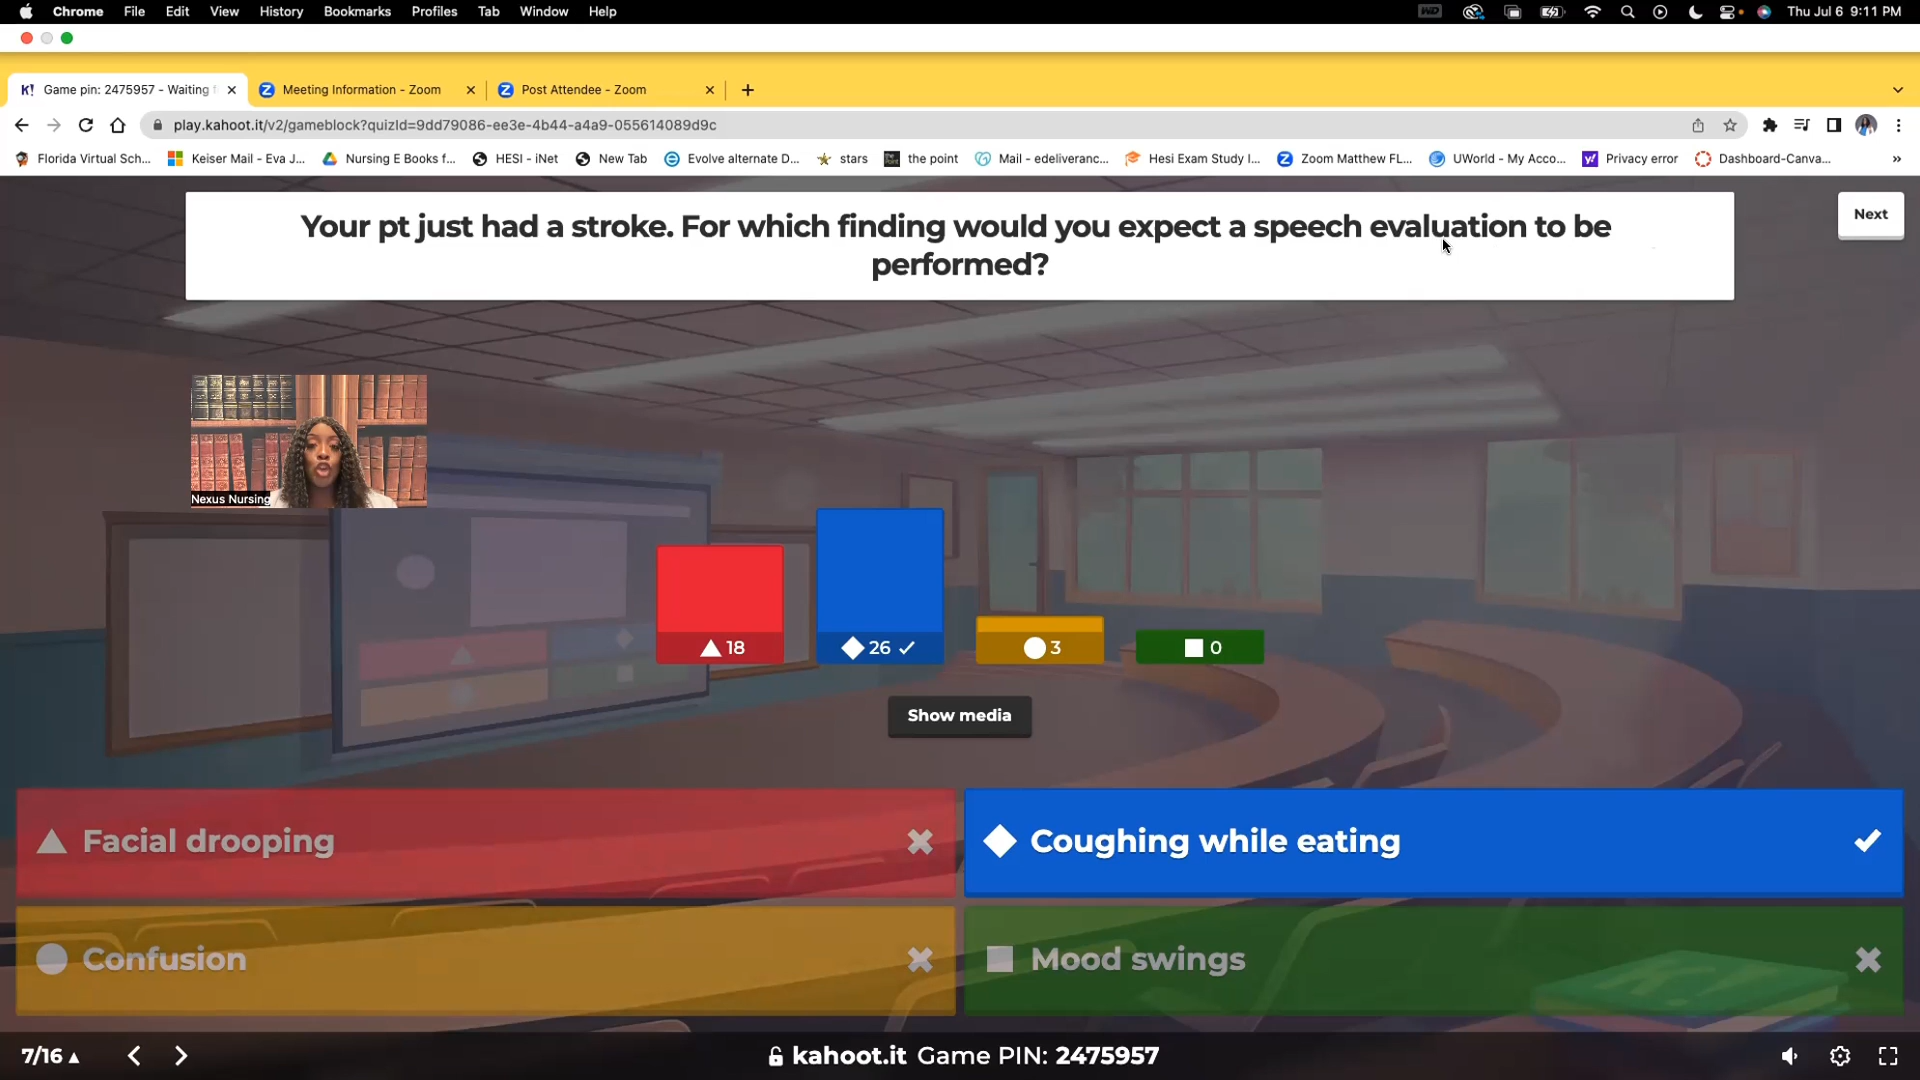 Chrome File Edit View History Bookmarks Profiles Tab Window Help Thu Jul 6 9:11 PM
K! Game pin: 2475957 - Waiting Meeting Information - Zoom Post Attendee - Zoom
play.kahoot.it/v2/gameblock?quizId=9dd79086-ee3e-4b44-a4a9-055614089d9c
Florida Virtual Sch... Keiser Mail - Eva J... Nursing E Books f... HESI - iNet New Tab Evolve alternate D... stars the point Mail - edeliveranc... Hesi Exam Study I... Zoom Matthew FL... UWorld - My Acco... Privacy error Dashboard-Canva... »
Your pt just had a stroke. For which finding would you expect a speech evaluation to be
performed?
Next
Nexus Nursing
18 26 3 0
Show media
Facial drooping
Coughing while eating
Confusion
Mood swings
7/16 kahoot.it Game PIN: 2475957